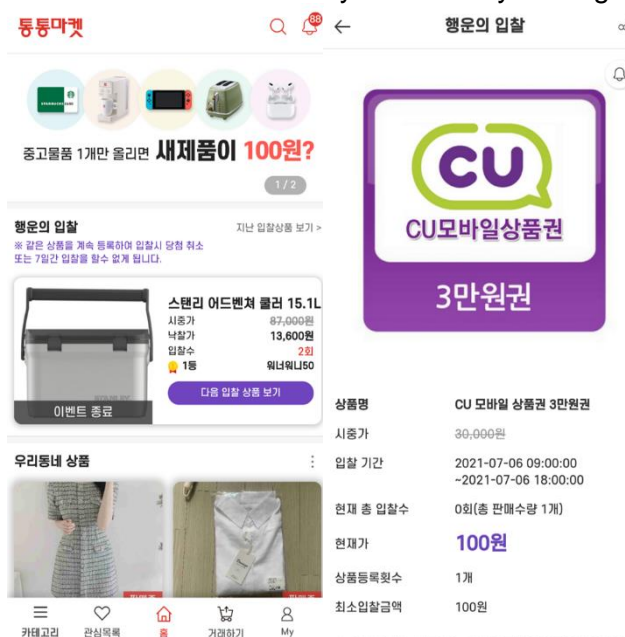 통통마켓
88
중고물품 1개만 올리면 새제품이 100원?
1 / 2
행운의 입찰
지난 입찰상품 보기 >
※ 같은 상품을 계속 등록하여 입찰시 당첨 취소
또는 7일간 입찰을 할수 없게 됩니다.
스탠리 어드벤쳐 쿨러 15.1L
시중가 87,000원
낙찰가 13,600원
입찰수 2회
1등 워너워니50
다음 입찰 상품 보기
이벤트 종료
우리동네 상품
카테고리 관심목록 홈 거래하기 My
행운의 입찰
CU
CU모바일상품권
3만원권
상품명 CU 모바일 상품권 3만원권
시중가 30,000원
입찰 기간 2021-07-06 09:00:00
~2021-07-06 18:00:00
현재 총 입찰수 0회(총 판매수량 1개)
현재가 100원
상품등록횟수 1개
최소입찰금액 100원